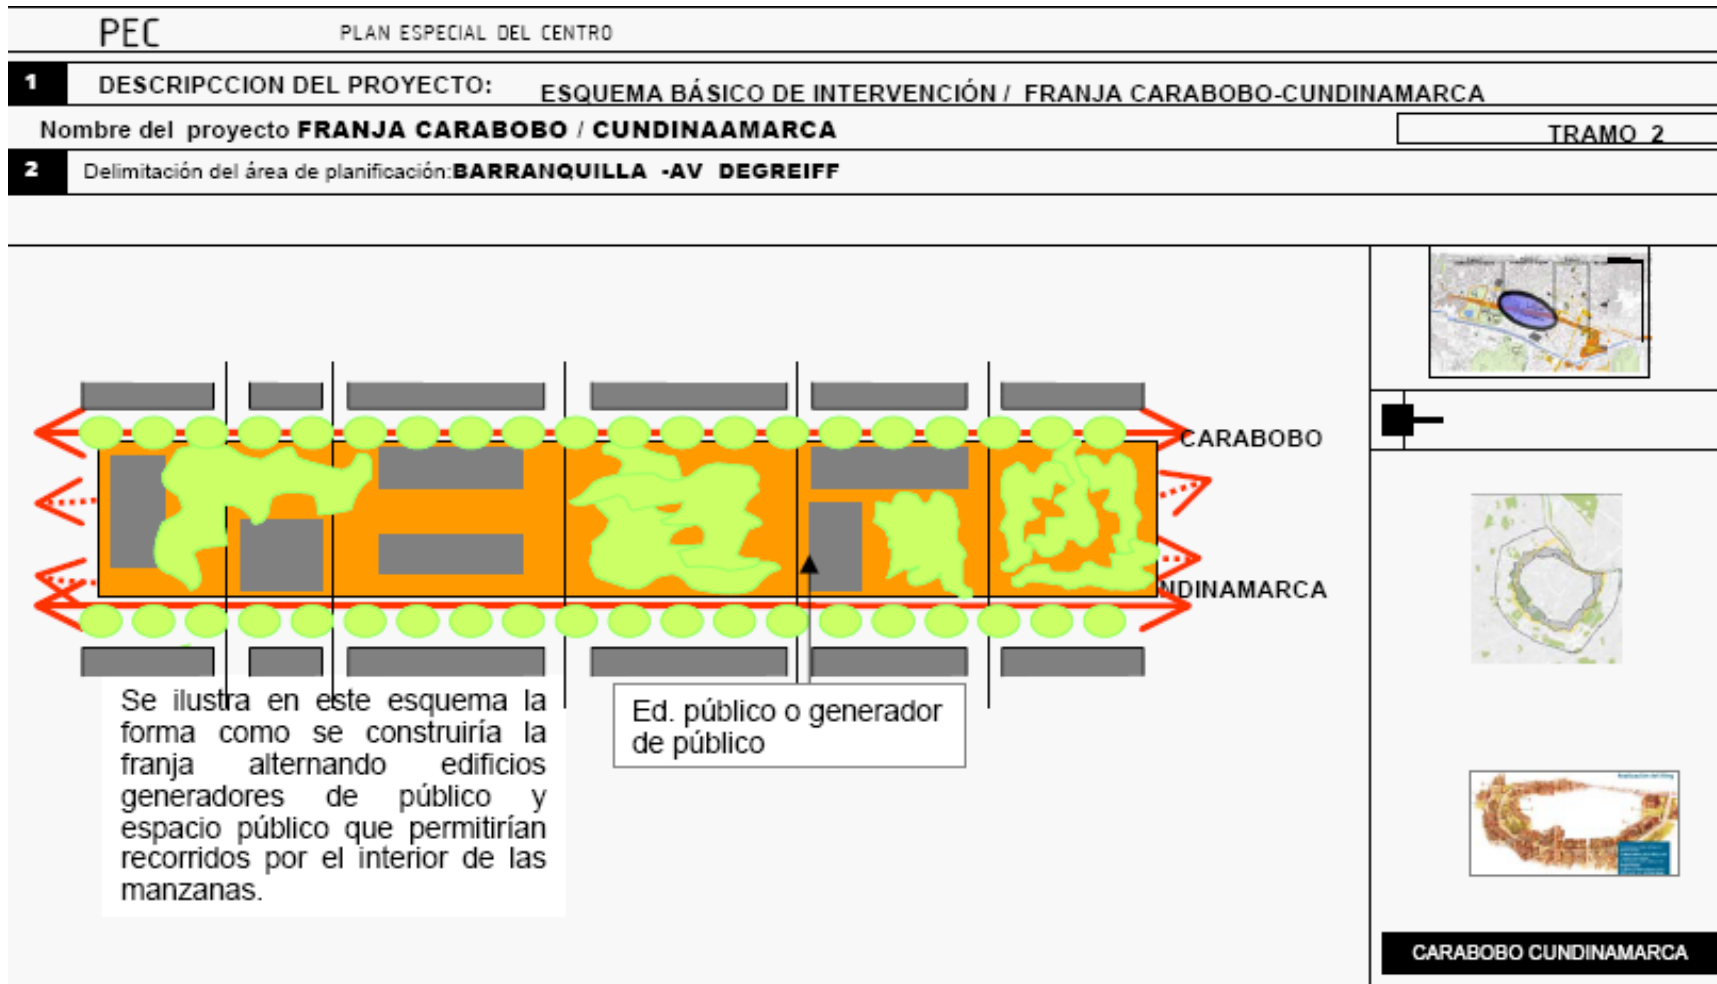 PEC PLAN ESPECIAL DEL CENTRO
1 DESCRIPCCION DEL PROYECTO: ESQUEMA BÁSICO DE INTERVENCIÓN / FRANJA CARABOBO-CUNDINAMARCA
Nombre del proyecto FRANJA CARABOBO / CUNDINAAMARCA TRAMO 2
2 Delimitación del área de planificación:BARRANQUILLA -AV DEGREIFF
CARABOBO
NDINAMARCA
Se ilustra en este esquema la
forma como se construiría la
franja alternando edificios
generadores de público y
espacio público que permitirían
recorridos por el interior de las
manzanas.
Ed. público o generador
de público
CARABOBO CUNDINAMARCA